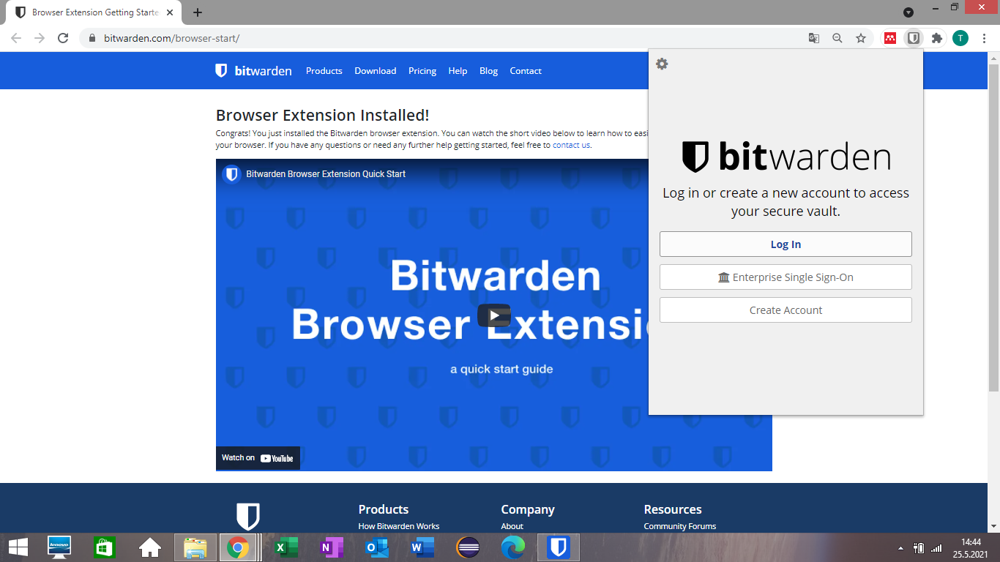 Browser Extension Getting Starte
bitwarden.com/browser-start/
T
bitwarden
Products
Download
Pricing
Help
Blog
Contact
Browser Extension Installed!
Congrats! You just installed the Bitwarden browser extension. You can watch the short video below to learn how to easi
your browser. If you have any questions or need any further help getting started, feel free to contact us.
Bitwarden Browser Extension Quick Start
Bitwarden
Browser Extensi
a quick start guide
Watch on YouTube
bitwarden
Log in or create a new account to access
your secure vault.
Log In
Enterprise Single Sign-On
Create Account
Products
How Bitwarden Works
Company
About
Resources
Community Forums
lenovo
14:44
25.5.2021